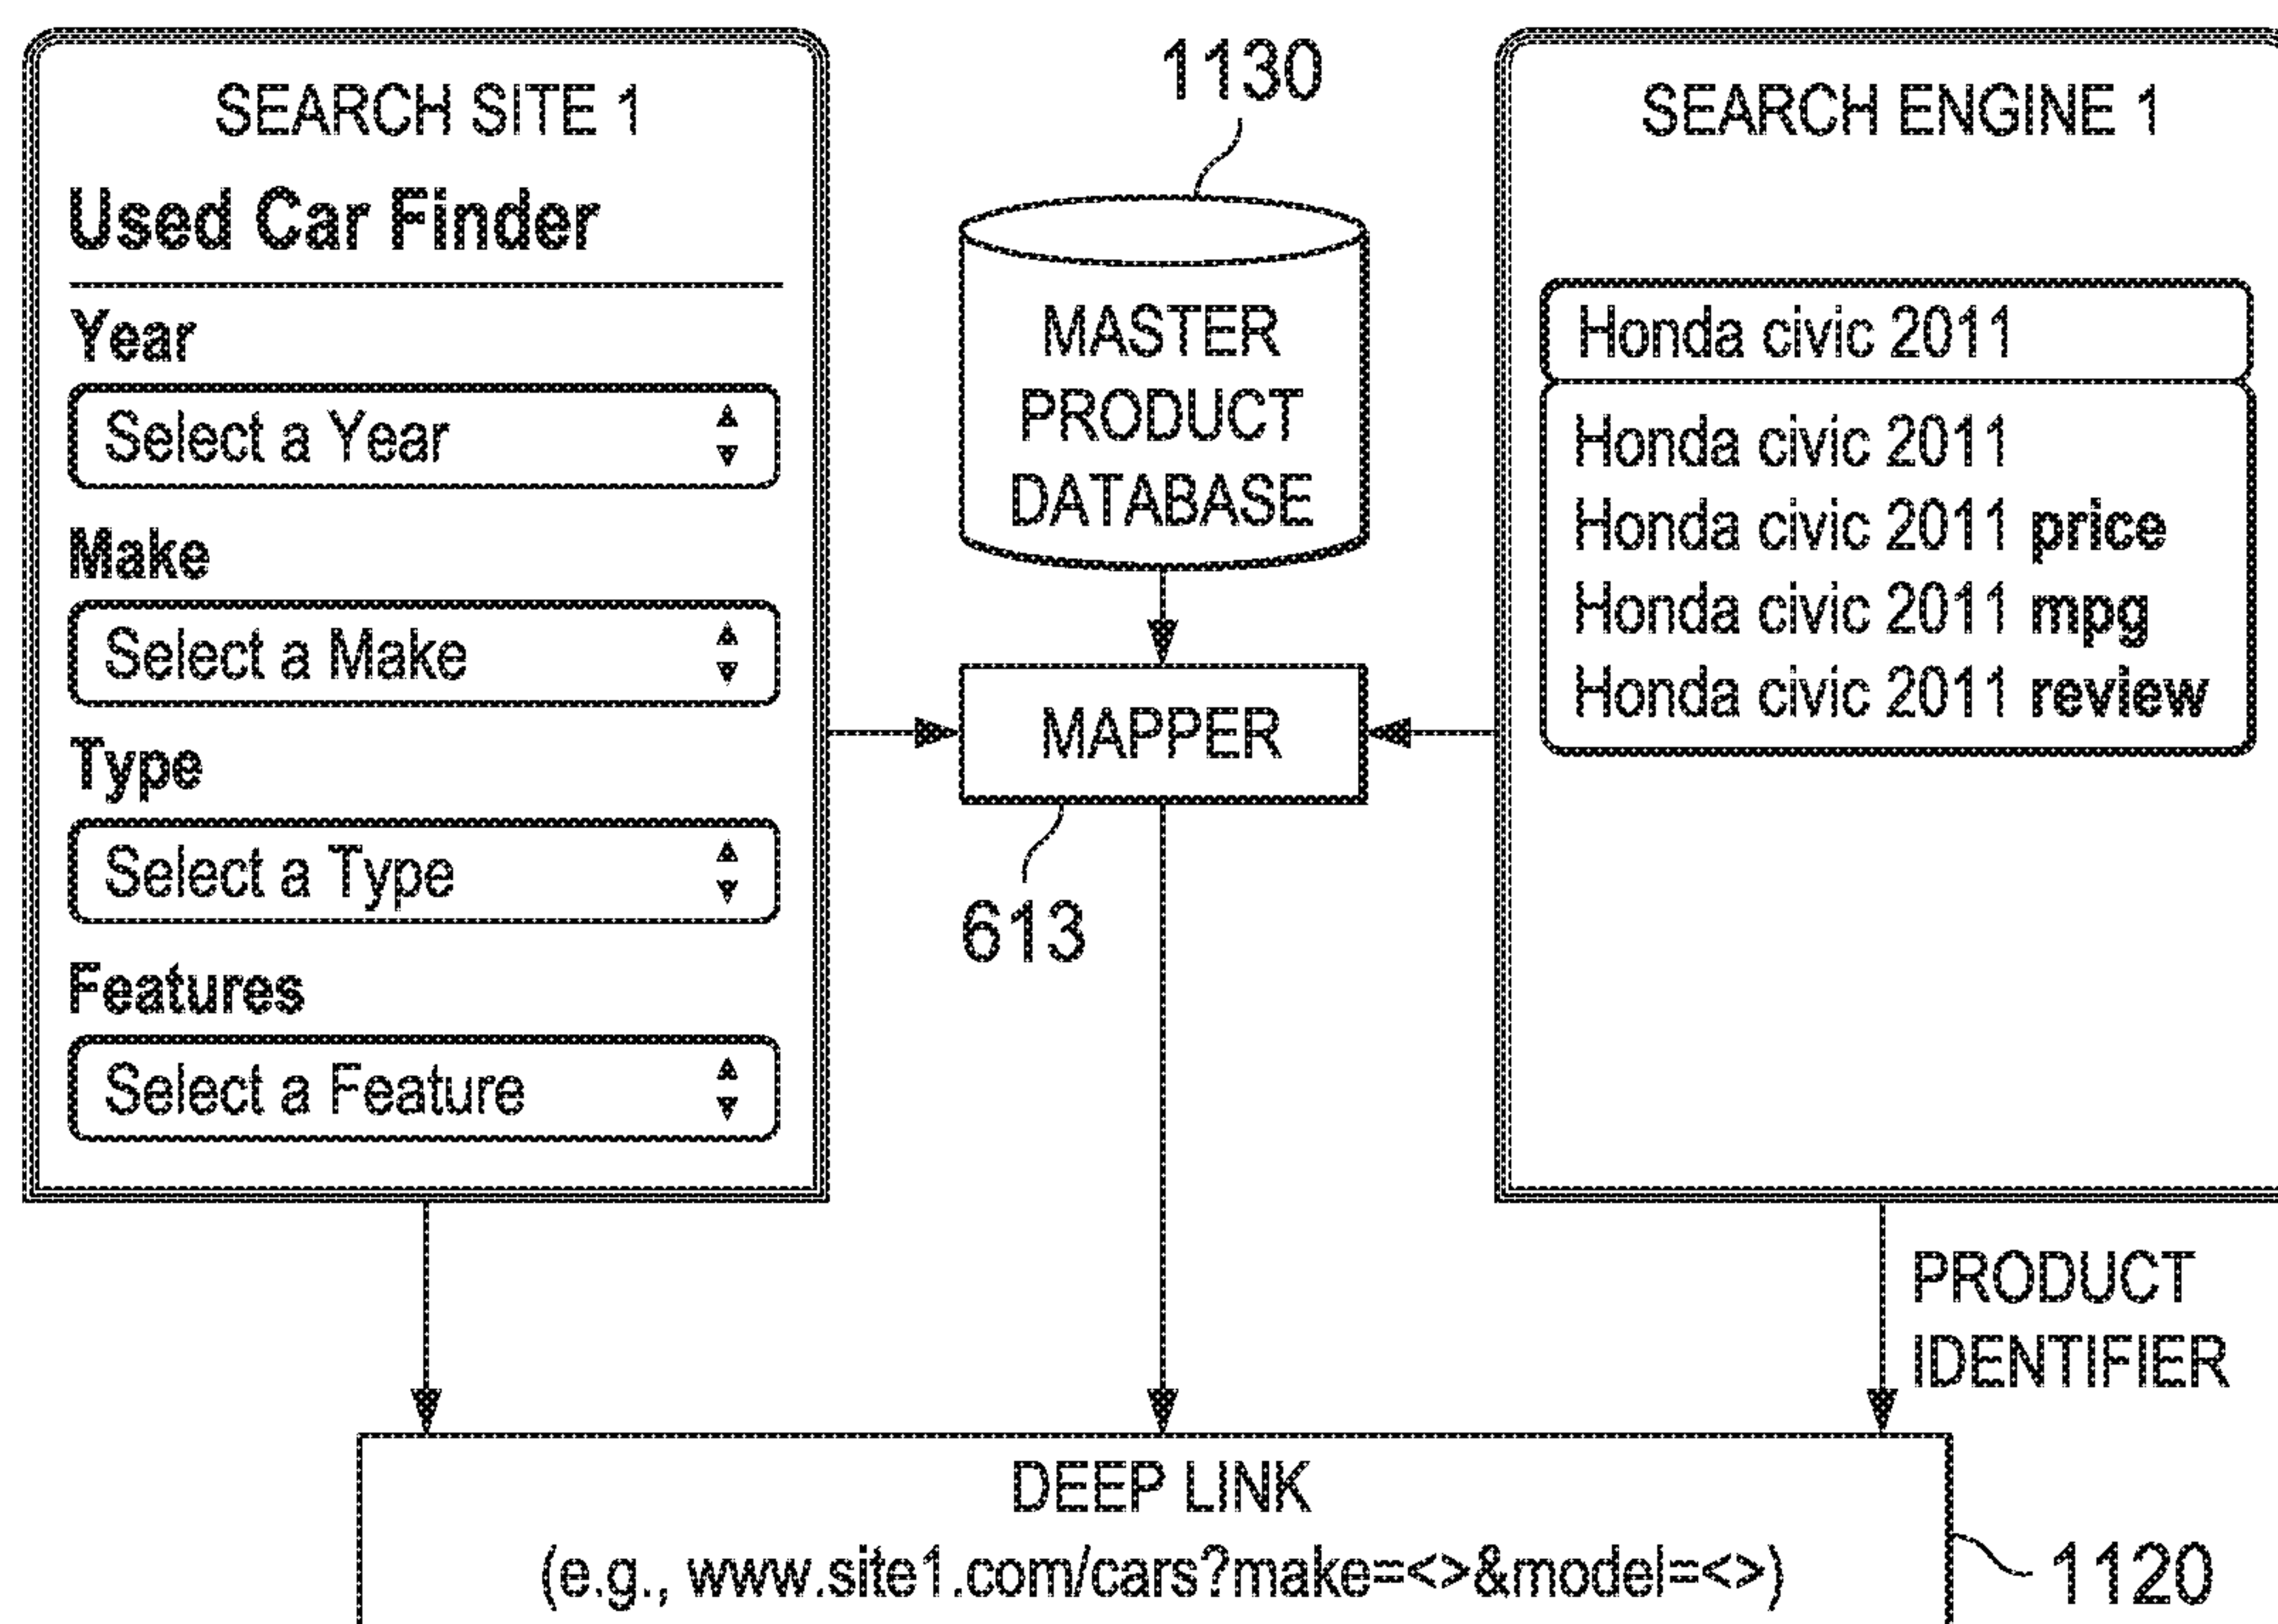 SEARCH SITE 1
Used Car Finder
Year
Select a Year
Make
Select a Make
Type
Select a Type
Features
Select a Feature
1130
MASTER
PRODUCT
DATABASE
MAPPER
613
SEARCH ENGINE 1
Honda civic 2011
Honda civic 2011
Honda civic 2011 price
Honda civic 2011 mpg
Honda civic 2011 review
PRODUCT
IDENTIFIER
DEEP LINK
(e.g., www.site1.com/cars?make=<>&model=<>)
1120